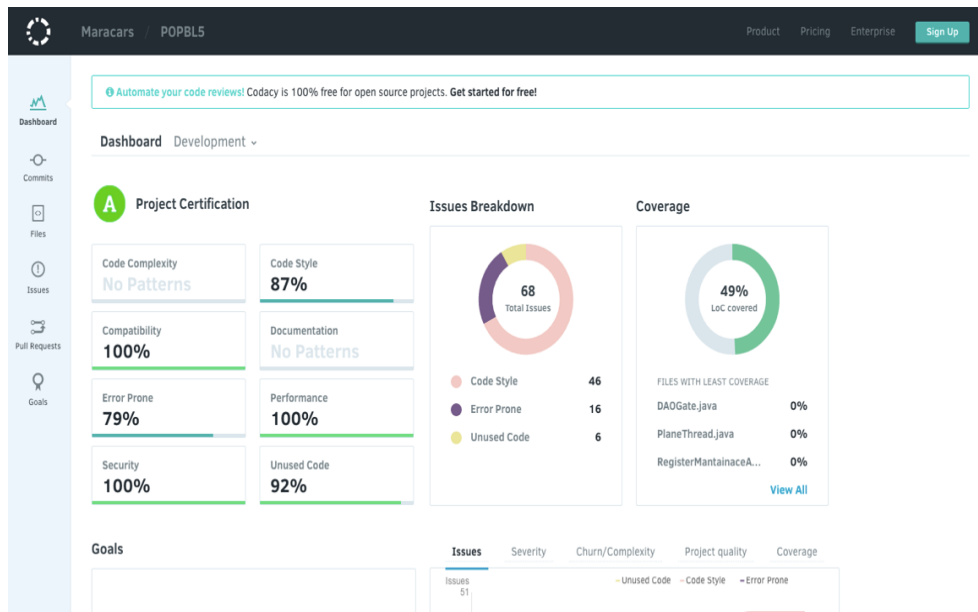 Maracars / POPBL5
Product Pricing Enterprise Sign Up
Automate your code reviews! Codacy is 100% free for open source projects. Get started for free!
Dashboard
Commits
Files
Issues
Pull Requests
Goals
Dashboard Development
A Project Certification
Code Complexity
No Patterns
Code Style
87%
Compatibility
100%
Documentation
No Patterns
Error Prone
79%
Performance
100%
Security
100%
Unused Code
92%
Issues Breakdown
68
Total Issues
Code Style 46
Error Prone 16
Unused Code 6
Coverage
49%
LoC covered
FILES WITH LEAST COVERAGE
DAOGate.java 0%
PlaneThread.java 0%
RegisterMantainaceA... 0%
View All
Goals
Issues Severity Churn/Complexity Project quality Coverage
Issues
51
Unused Code Code Style Error Prone